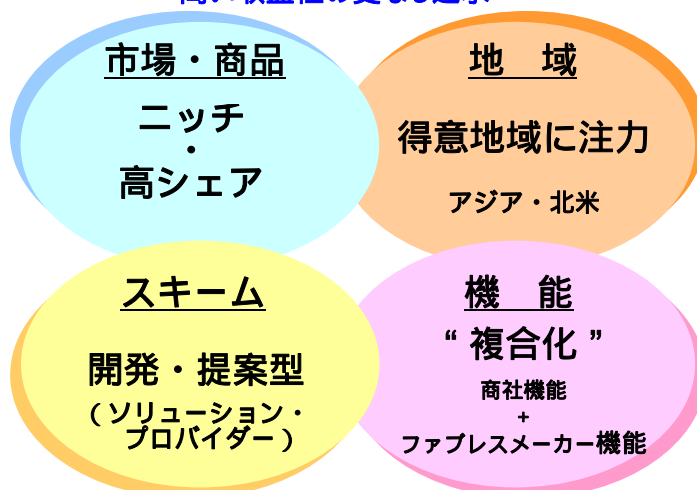 市場・商品
ニッチ
・
高シェア
地　域
得意地域に注力
アジア・北米
スキーム
開発・提案型
（ソリューション・
プロバイダー）
機　能
“ 複合化 ”
商社機能
+
ファブレスメーカー機能